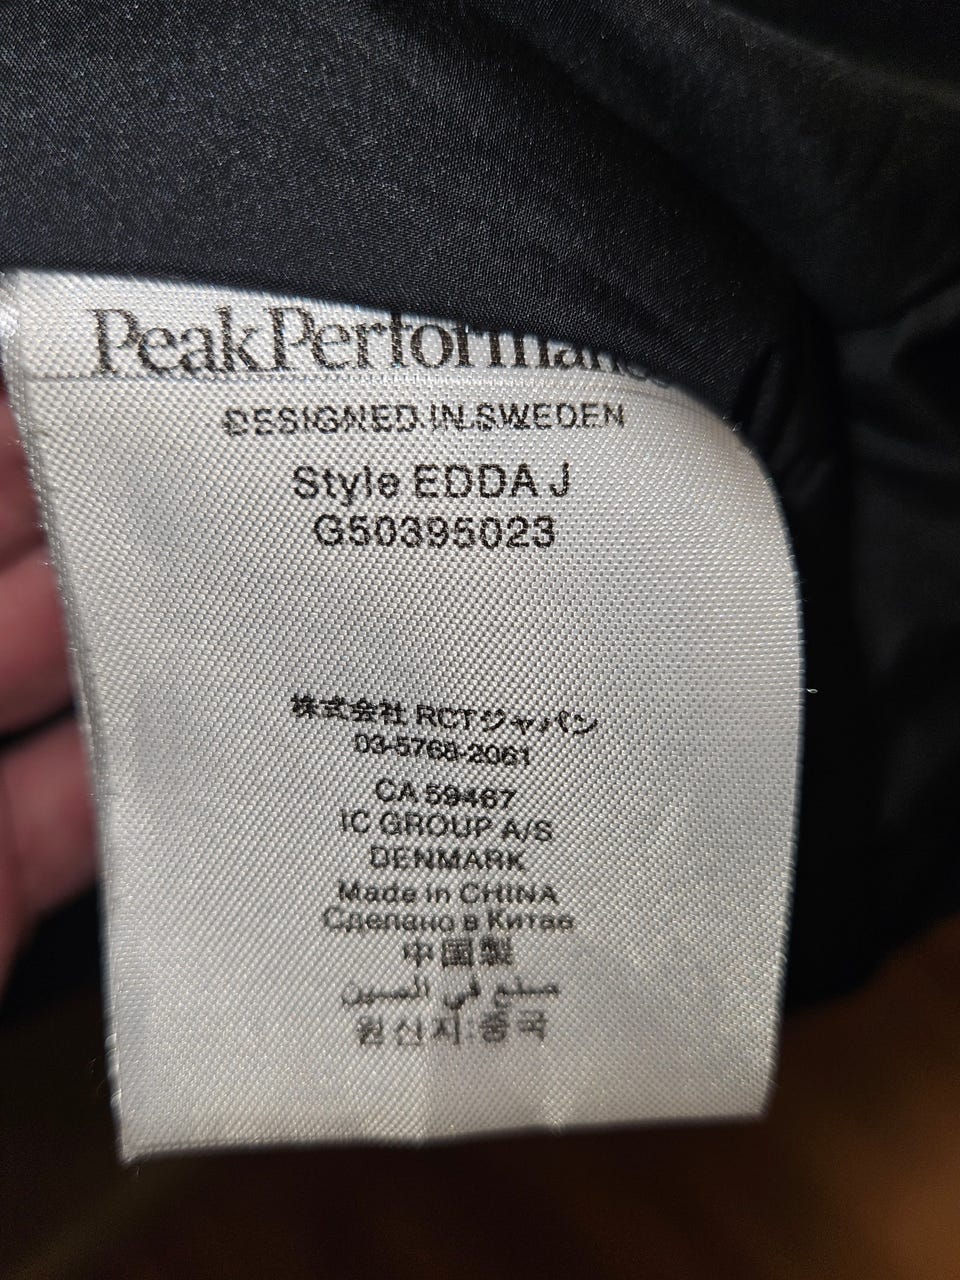 PeakPerformance
DESIGNED IN SWEDEN
Style EDDA J
G50395023
株式会社 RCTジャパン
03-5768-2061
CA 59467
IC GROUP A/S
DENMARK
Made in CHINA
Сделано в Китае
中国製
صنع في الصين
원산지:중국